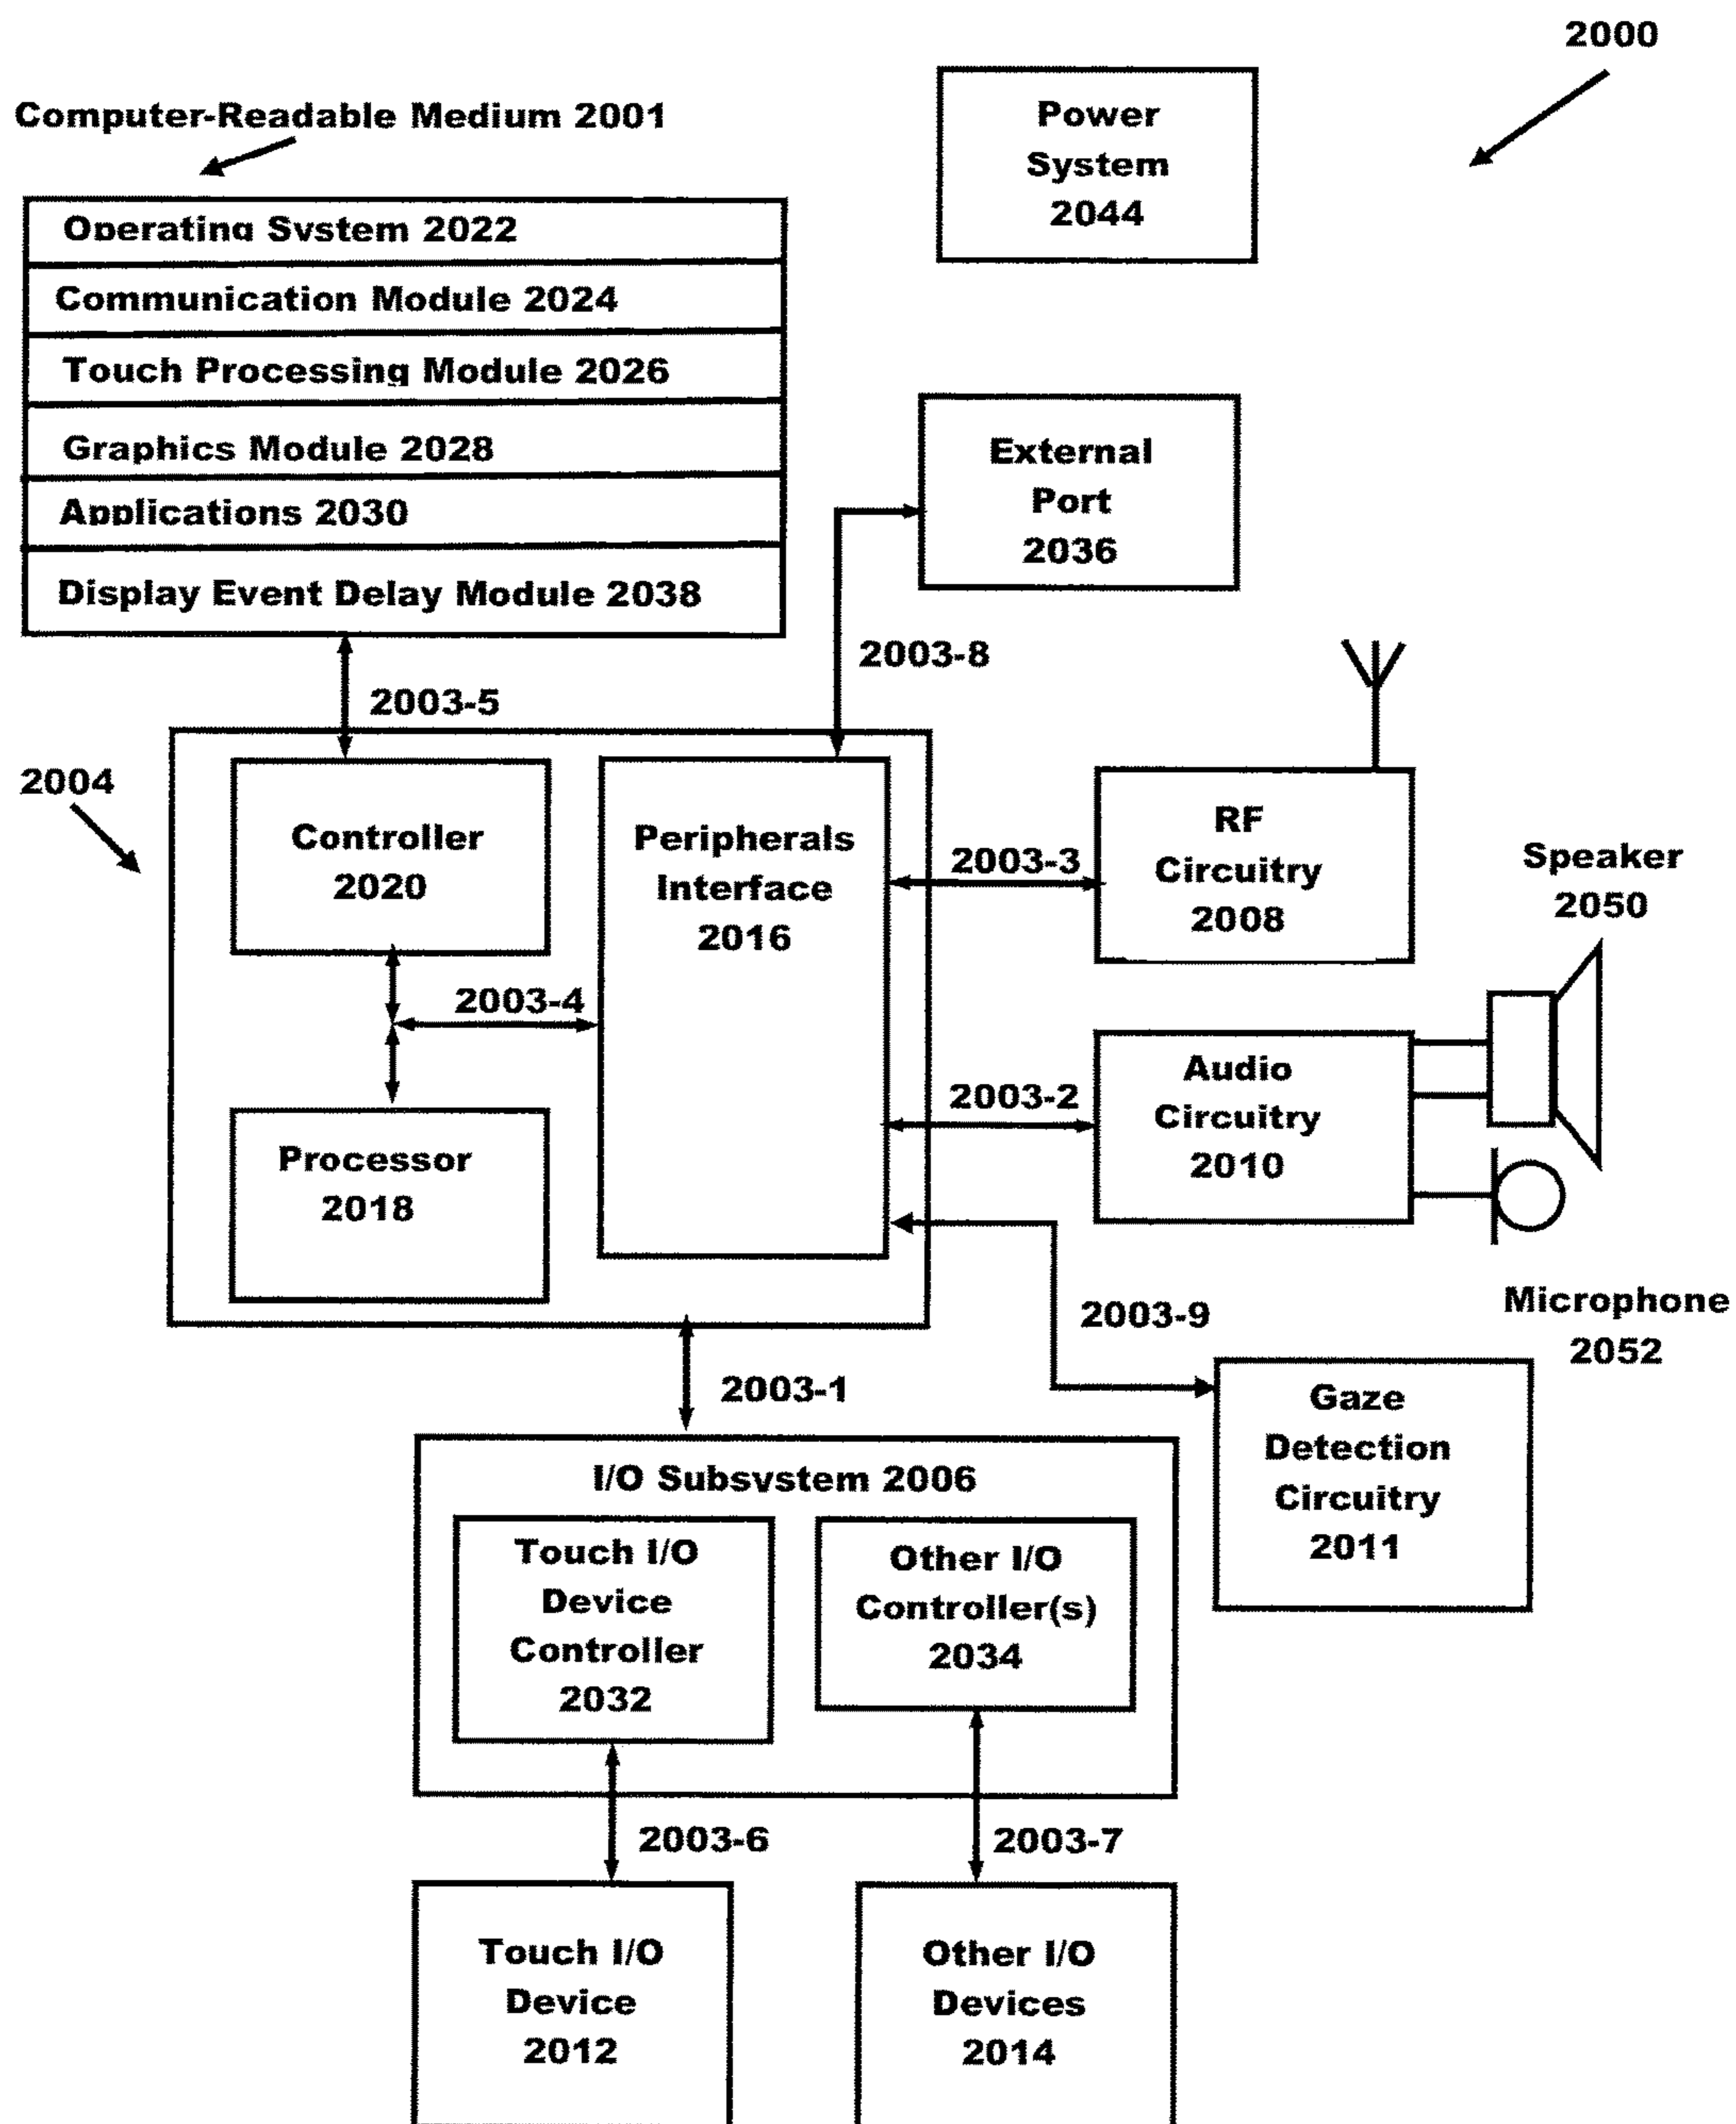 2000
Computer-Readable Medium 2001
Power
System
2044
Operating System 2022
Communication Module 2024
Touch Processing Module 2026
Graphics Module 2028
Applications 2030
Display Event Delay Module 2038
External
Port
2036
2003-8
2003-5
2004
Controller
2020
Peripherals
Interface
2016
2003-3
RF
Circuitry
2008
Speaker
2050
2003-4
Processor
2018
2003-2
Audio
Circuitry
2010
2003-9
Microphone
2052
2003-1
Gaze
Detection
Circuitry
2011
I/O Subsystem 2006
Touch I/O
Device
Controller
2032
Other I/O
Controller(s)
2034
2003-6
2003-7
Touch I/O
Device
2012
Other I/O
Devices
2014